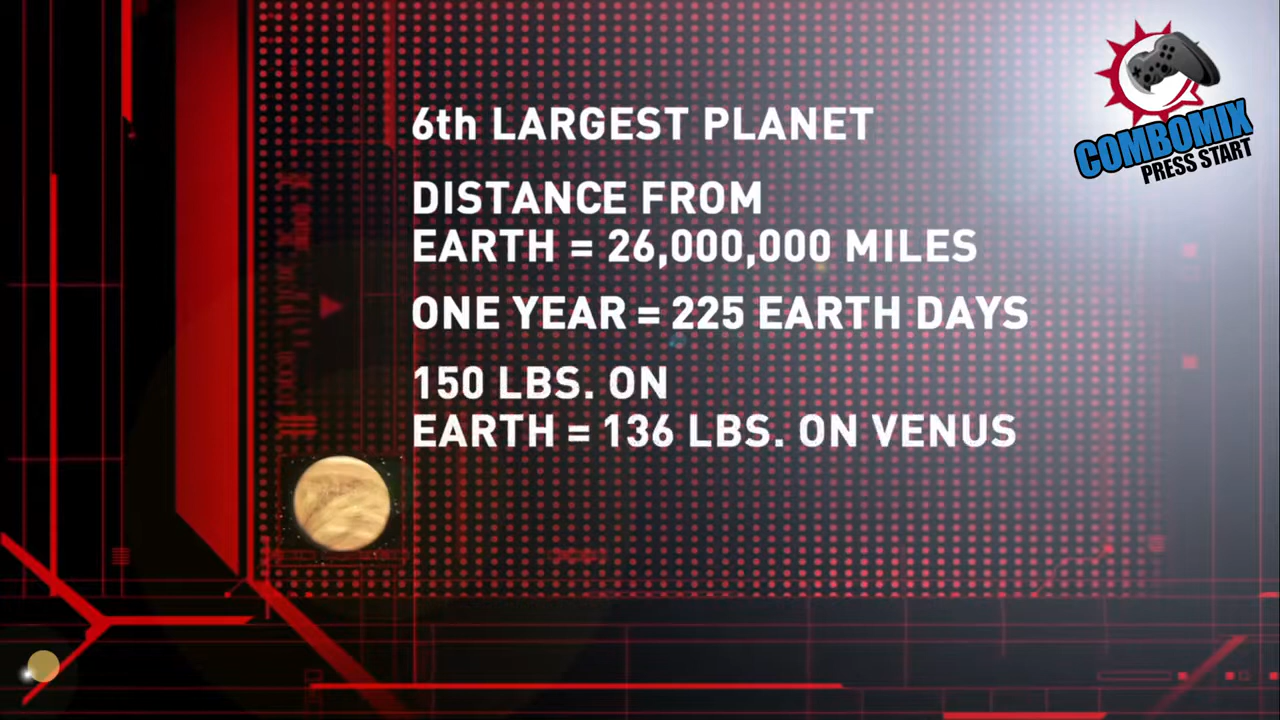 6th LARGEST PLANET
DISTANCE FROM
EARTH = 26,000,000 MILES
ONE YEAR = 225 EARTH DAYS
150 LBS. ON
EARTH = 136 LBS. ON VENUS
COMBOMIX
PRESS START